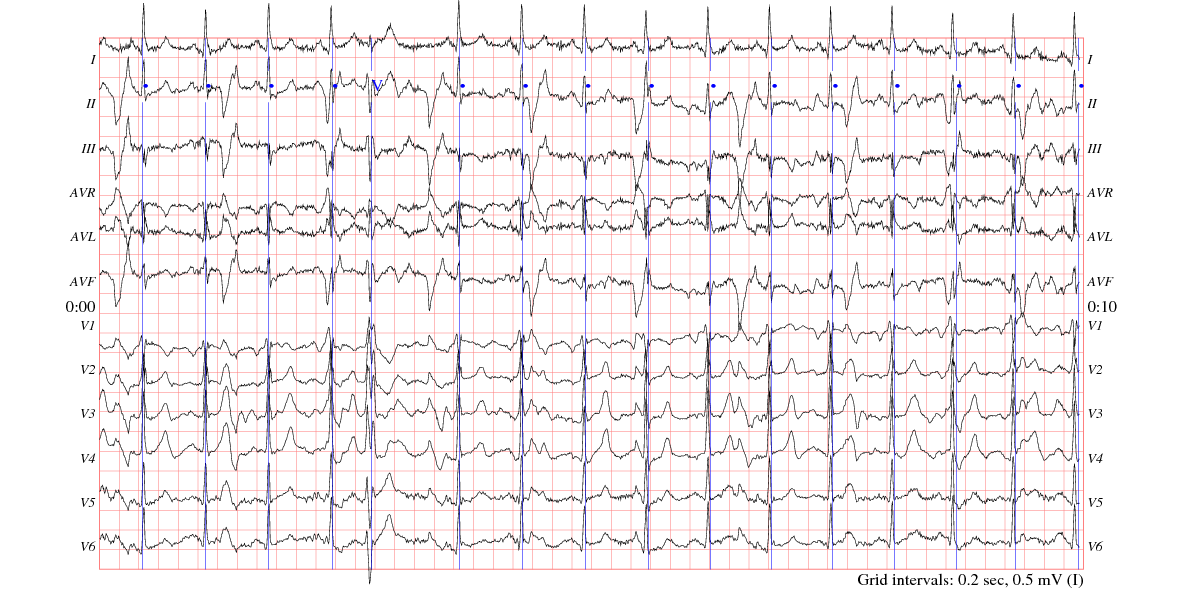 I I
V
II II
III III
AVR AVR
AVL AVL
AVF AVF
0:00 0:10
V1 V1
V2 V2
V3 V3
V4 V4
V5 V5
V6 V6
Grid intervals: 0.2 sec, 0.5 mV (I)